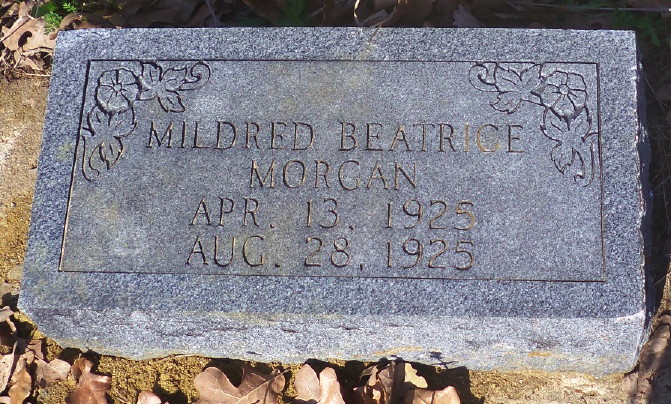 MILDRED BEATRICE
MORGAN
APR. 13, 1925
AUG. 28, 1925